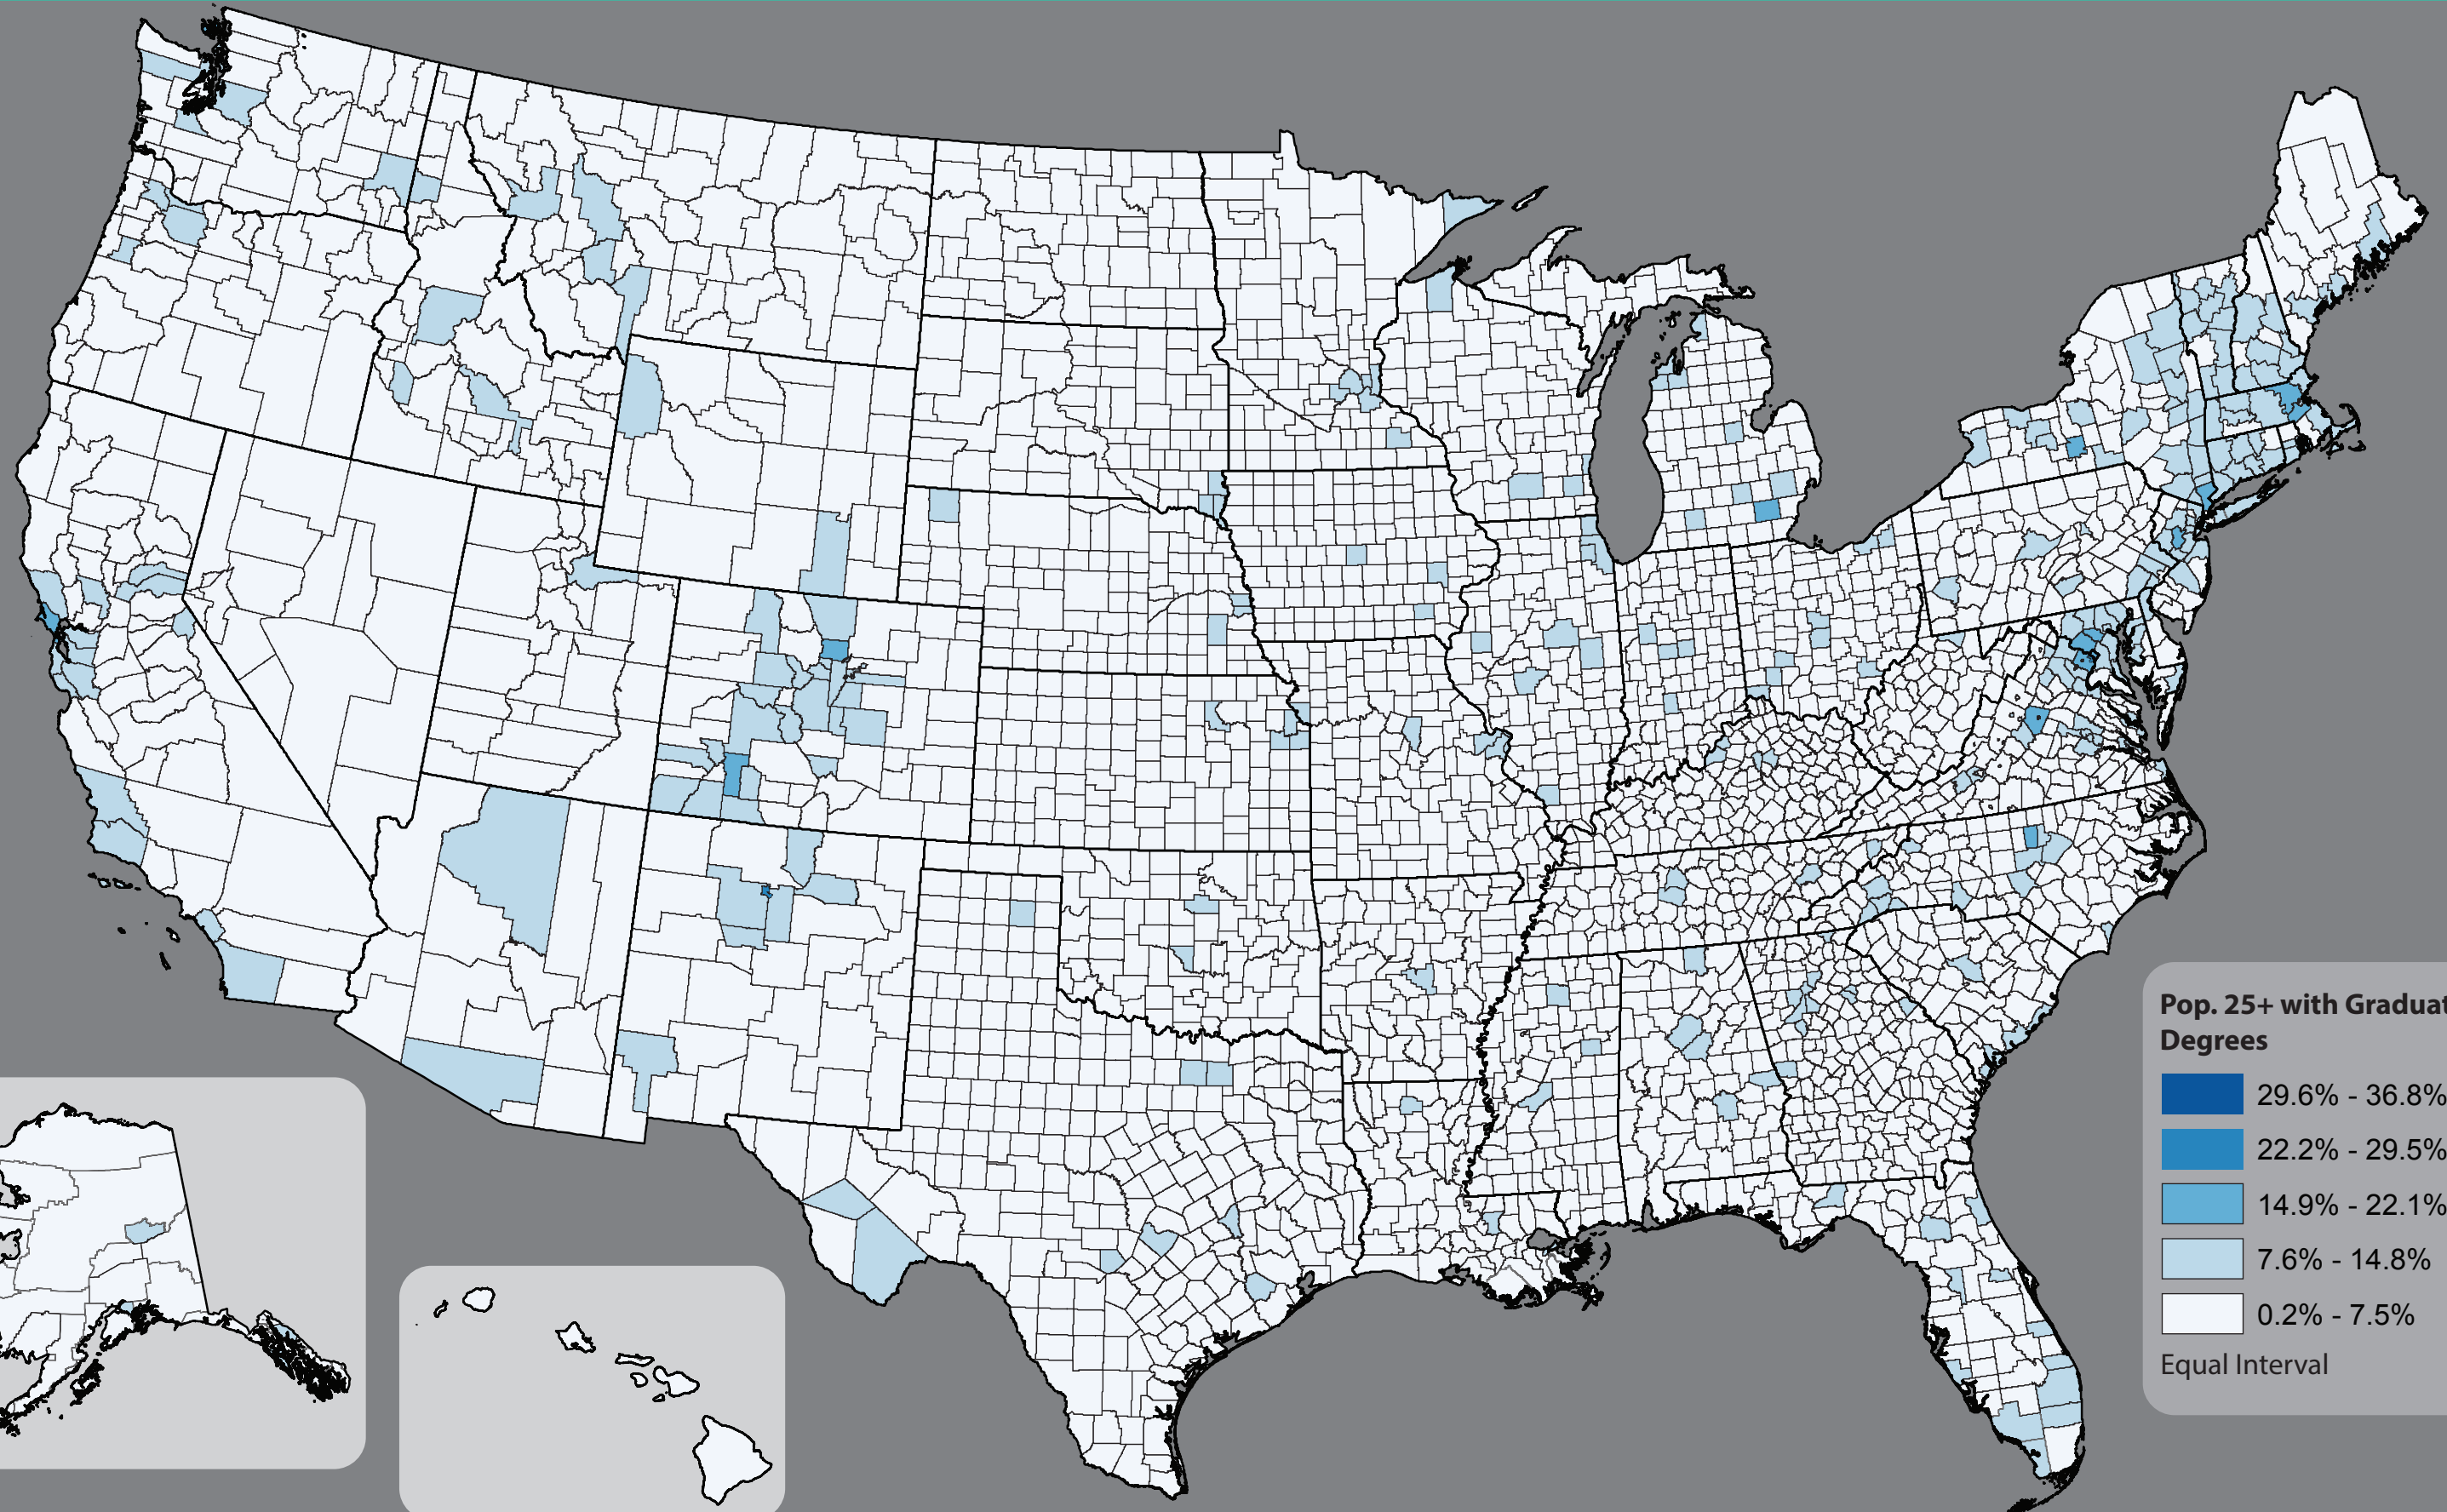 Pop. 25+ with Graduat
Degrees
29.6% - 36.8%
22.2% - 29.5%
14.9% - 22.1%
7.6% - 14.8%
0.2% - 7.5%
Equal Interval